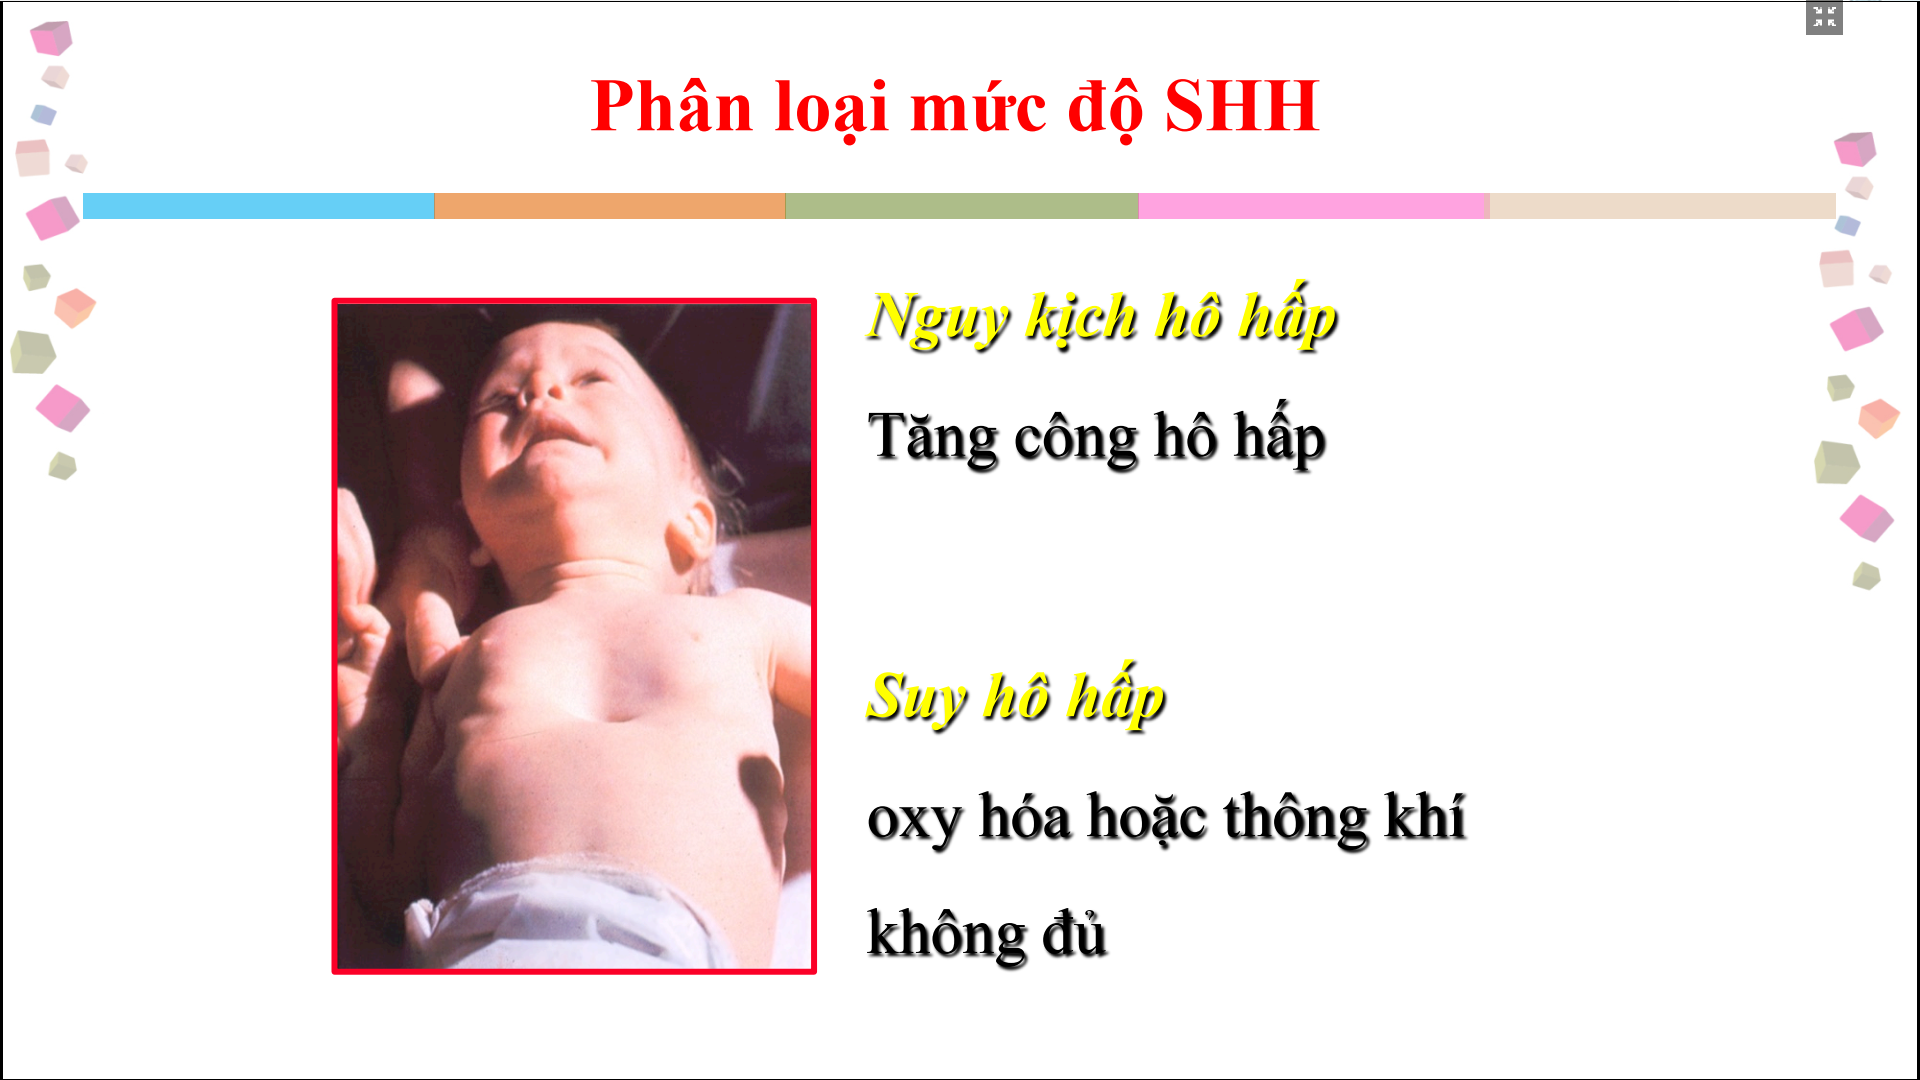 Phân loại mức độ SHH
Nguy kịch hô hấp
Tăng công hô hấp
Suy hô hấp
oxy hóa hoặc thông khí
không đủ